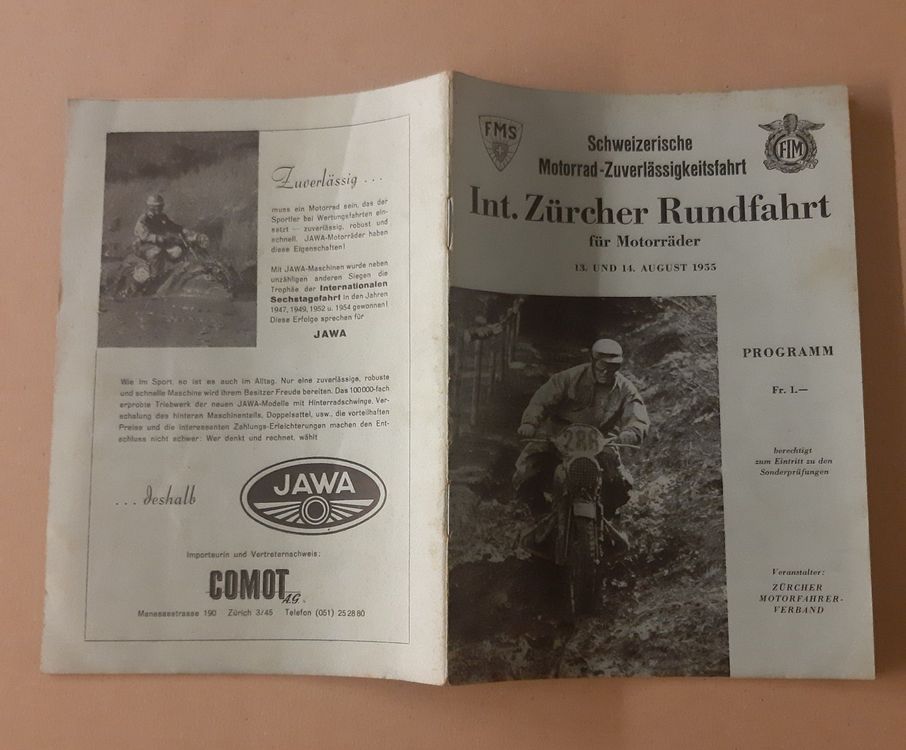 Zuverlässig...
muss ein Motorrad sein, das der
Sportler bei Wertungsfahrten ein-
setzt — zuverlässig, robust und
schnell. JAWA-Motorräder haben
diese Eigenschaften!
Mit JAWA-Maschinen wurde neben
unzähligen anderen Siegen die
Trophäe der Internationalen
Sechstagefahrt in den Jahren
1947, 1949, 1952 u. 1954 gewonnen!
Diese Erfolge sprechen für
JAWA
Wie im Sport, so ist es auch im Alltag. Nur eine zuverlässige, robuste
und schnelle Maschine wird ihrem Besitzer Freude bereiten. Das 100 000-fach
erprobte Triebwerk der neuen JAWA-Modelle mit Hinterradschwinge, Ver-
schalung des hinteren Maschinenteils, Doppelsattel, usw., die vorteilhaften
Preise und die interessanten Zahlungs-Erleichterungen machen den Ent-
schluss nicht schwer: Wer denkt und rechnet, wählt
...deshalb
JAWA
Importeurin und Vertreternachweis:
COMOT A.G.
Manessestrasse 190 Zürich 3/45 Telefon (051) 25 28 80
FMS
FIM
Schweizerische
Motorrad-Zuverlässigkeitsfahrt
Int. Zürcher Rundfahrt
für Motorräder
13. UND 14. AUGUST 1955
288
PROGRAMM
Fr. 1.—
berechtigt
zum Eintritt zu den
Sonderprüfungen
Veranstalter:
ZÜRCHER
MOTORFAHRER-
VERBAND